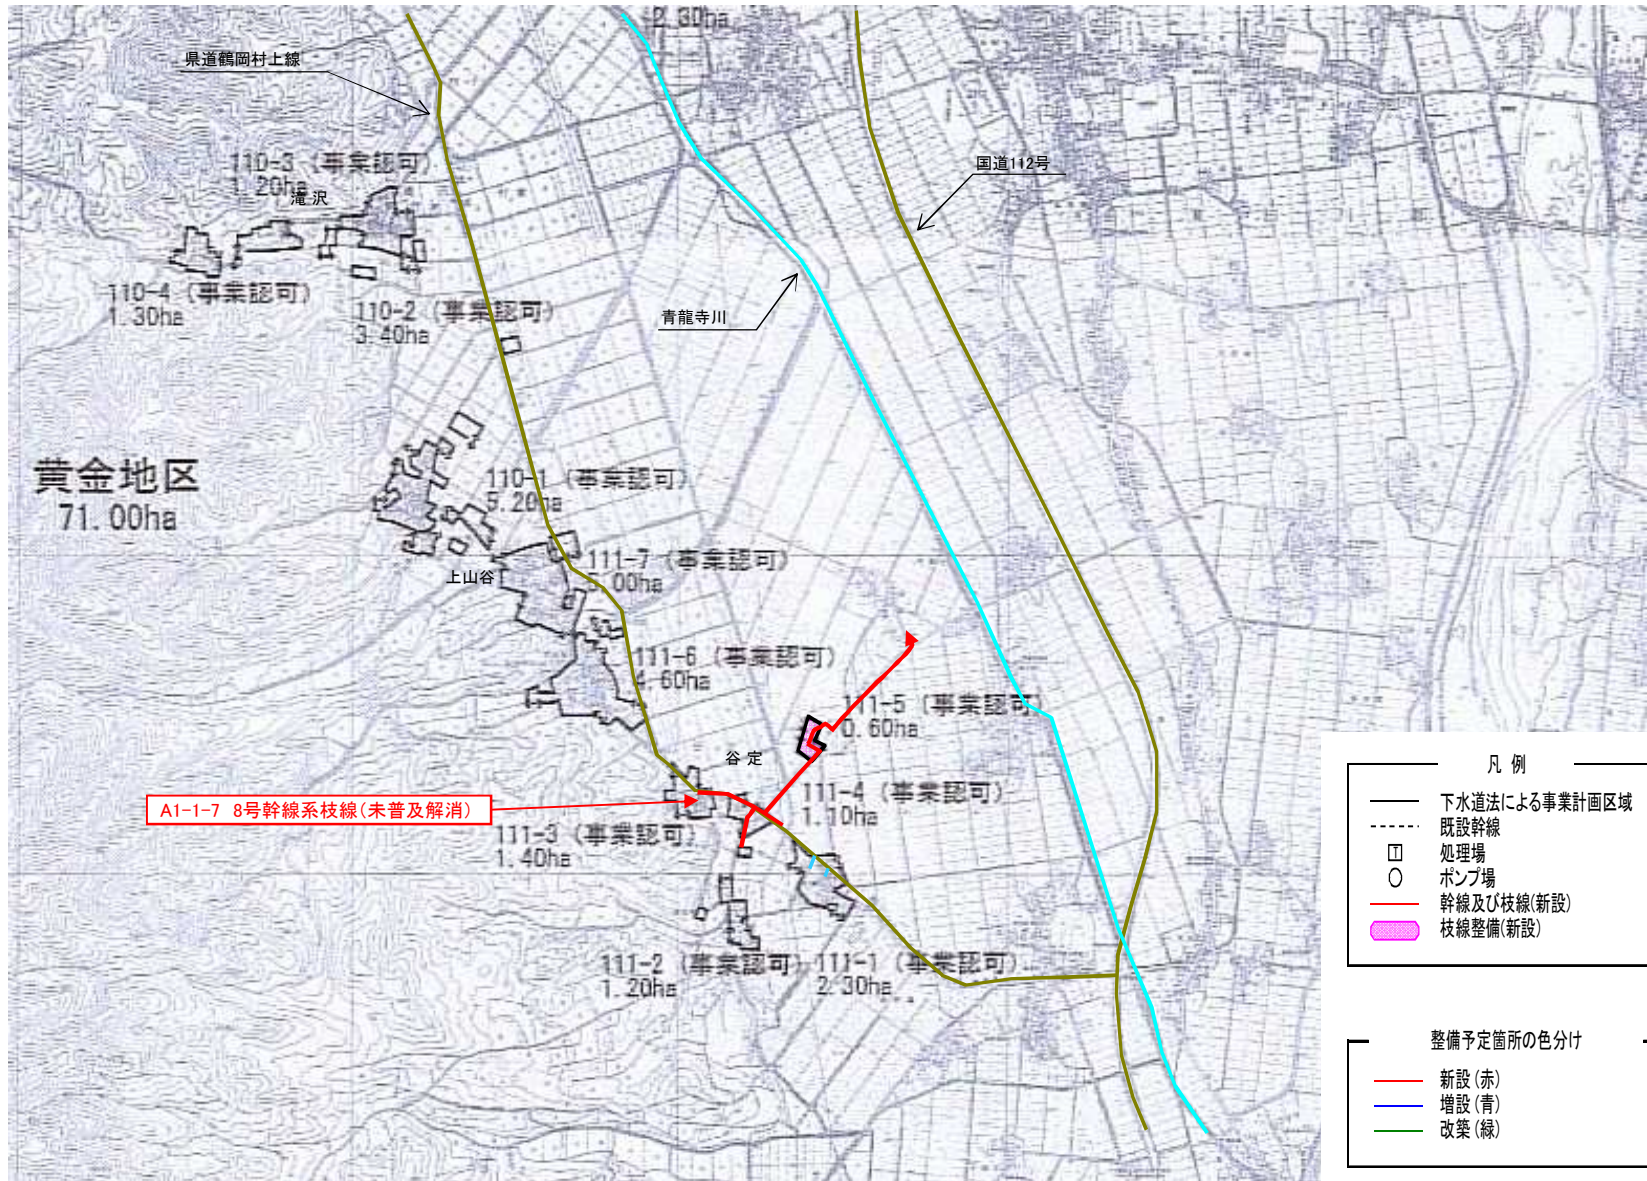 2.30ha
県道鶴岡村上線
110-3 (事業認可)
1.20ha
滝沢
国道112号
110-4 (事業認可)
1.30ha
110-2 (事業認可)
3.40ha
青龍寺川
黄金地区
71.00ha
110-1 (事業認可)
5.20ha
上山谷
111-7 (事業認可)
.00ha
111-6 (事業認可)
4.60ha
111-5 (事業認可)
0.60ha
谷定
A1-1-7 8号幹線系枝線(未普及解消)
111-4 (事業認可)
1.10ha
111-3 (事業認可)
1.40ha
111-2 (事業認可)
1.20ha
111-1 (事業認可)
2.30ha
凡 例
下水道法による事業計画区域
既設幹線
T 処理場
ポンプ場
幹線及び枝線(新設)
枝線整備(新設)
整備予定箇所の色分け
新設(赤)
増設(青)
改築(緑)